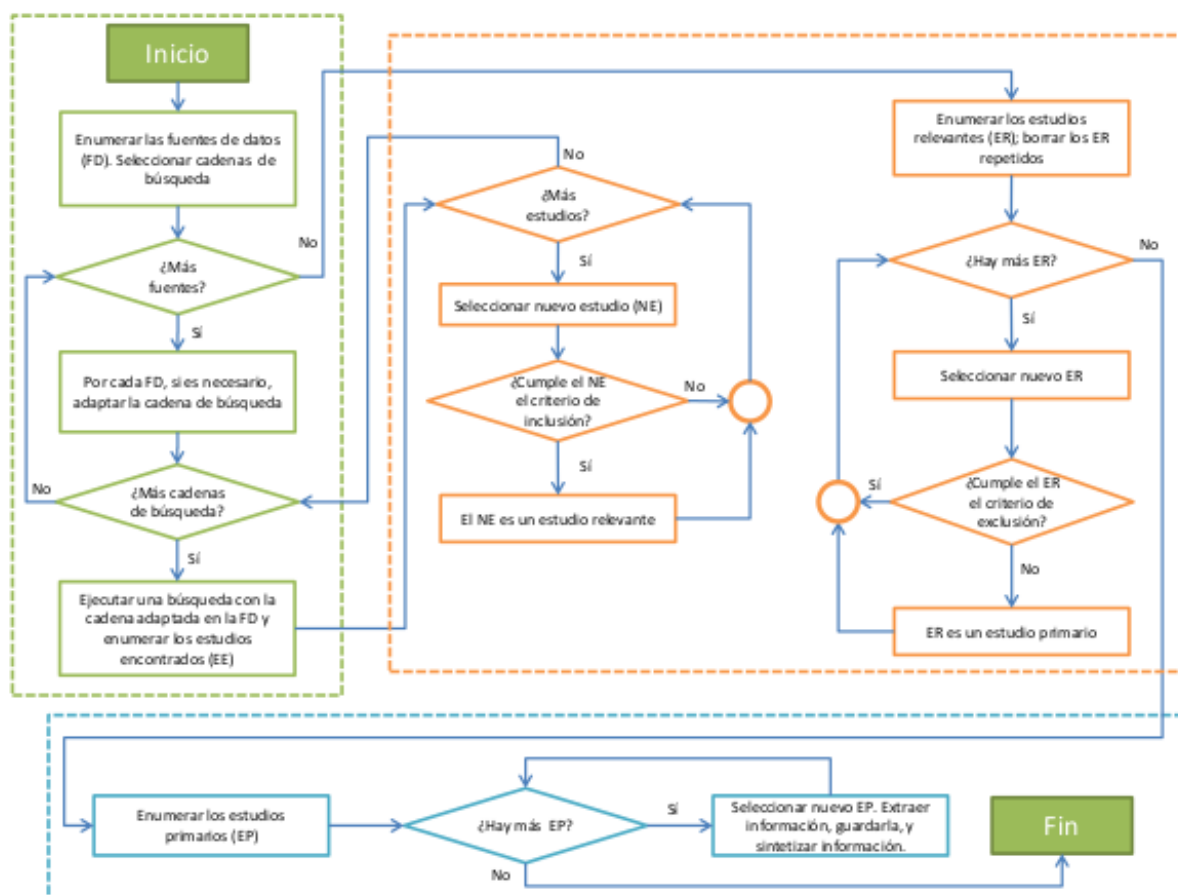 Inicio
Enumerar las fuentes de datos
(FD). Seleccionar cadenas de
búsqueda
¿Más
fuentes?
No
Sí
Por cada FD, si es necesario,
adaptar la cadena de búsqueda
¿Más cadenas
de búsqueda?
No
Sí
Ejecutar una búsqueda con la
cadena adaptada en la FD y
enumerar los estudios
encontrados (EE)
No
¿Más
estudios?
Sí
Seleccionar nuevo estudio (NE)
¿Cumple el NE
el criterio de
inclusión?
No
Sí
El NE es un estudio relevante
Enumerar los estudios
relevantes (ER); borrar los ER
repetidos
¿Hay más ER?
No
Sí
Seleccionar nuevo ER
¿Cumple el ER
el criterio de
exclusión?
Sí
No
ER es un estudio primario
Enumerar los estudios
primarios (EP)
¿Hay más EP?
Sí
No
Seleccionar nuevo EP. Extraer
información, guardarla, y
sintetizar información.
Fin